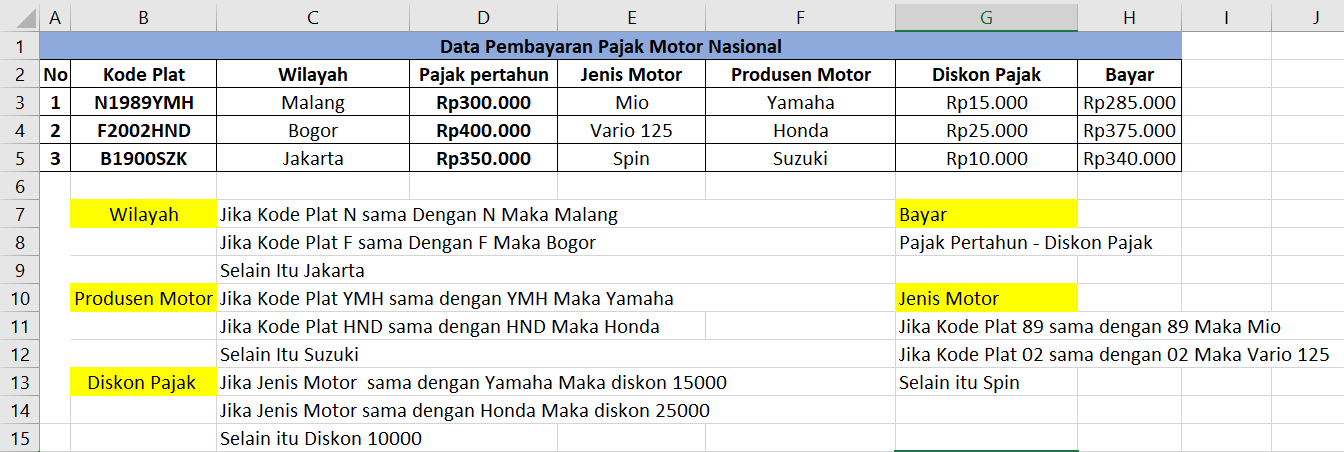 A B C D E F G H I J
1 Data Pembayaran Pajak Motor Nasional
2 No Kode Plat Wilayah Pajak pertahun Jenis Motor Produsen Motor Diskon Pajak Bayar
3 1 N1989YMH Malang Rp300.000 Mio Yamaha Rp15.000 Rp285.000
4 2 F2002HND Bogor Rp400.000 Vario 125 Honda Rp25.000 Rp375.000
5 3 B1900SZK Jakarta Rp350.000 Spin Suzuki Rp10.000 Rp340.000
6
7 Wilayah Jika Kode Plat N sama Dengan N Maka Malang Bayar
8 Jika Kode Plat F sama Dengan F Maka Bogor Pajak Pertahun - Diskon Pajak
9 Selain Itu Jakarta
10 Produsen Motor Jika Kode Plat YMH sama dengan YMH Maka Yamaha Jenis Motor
11 Jika Kode Plat HND sama dengan HND Maka Honda Jika Kode Plat 89 sama dengan 89 Maka Mio
12 Selain Itu Suzuki Jika Kode Plat 02 sama dengan 02 Maka Vario 125
13 Diskon Pajak Jika Jenis Motor  sama dengan Yamaha Maka diskon 15000 Selain itu Spin
14 Jika Jenis Motor sama dengan Honda Maka diskon 25000
15 Selain itu Diskon 10000